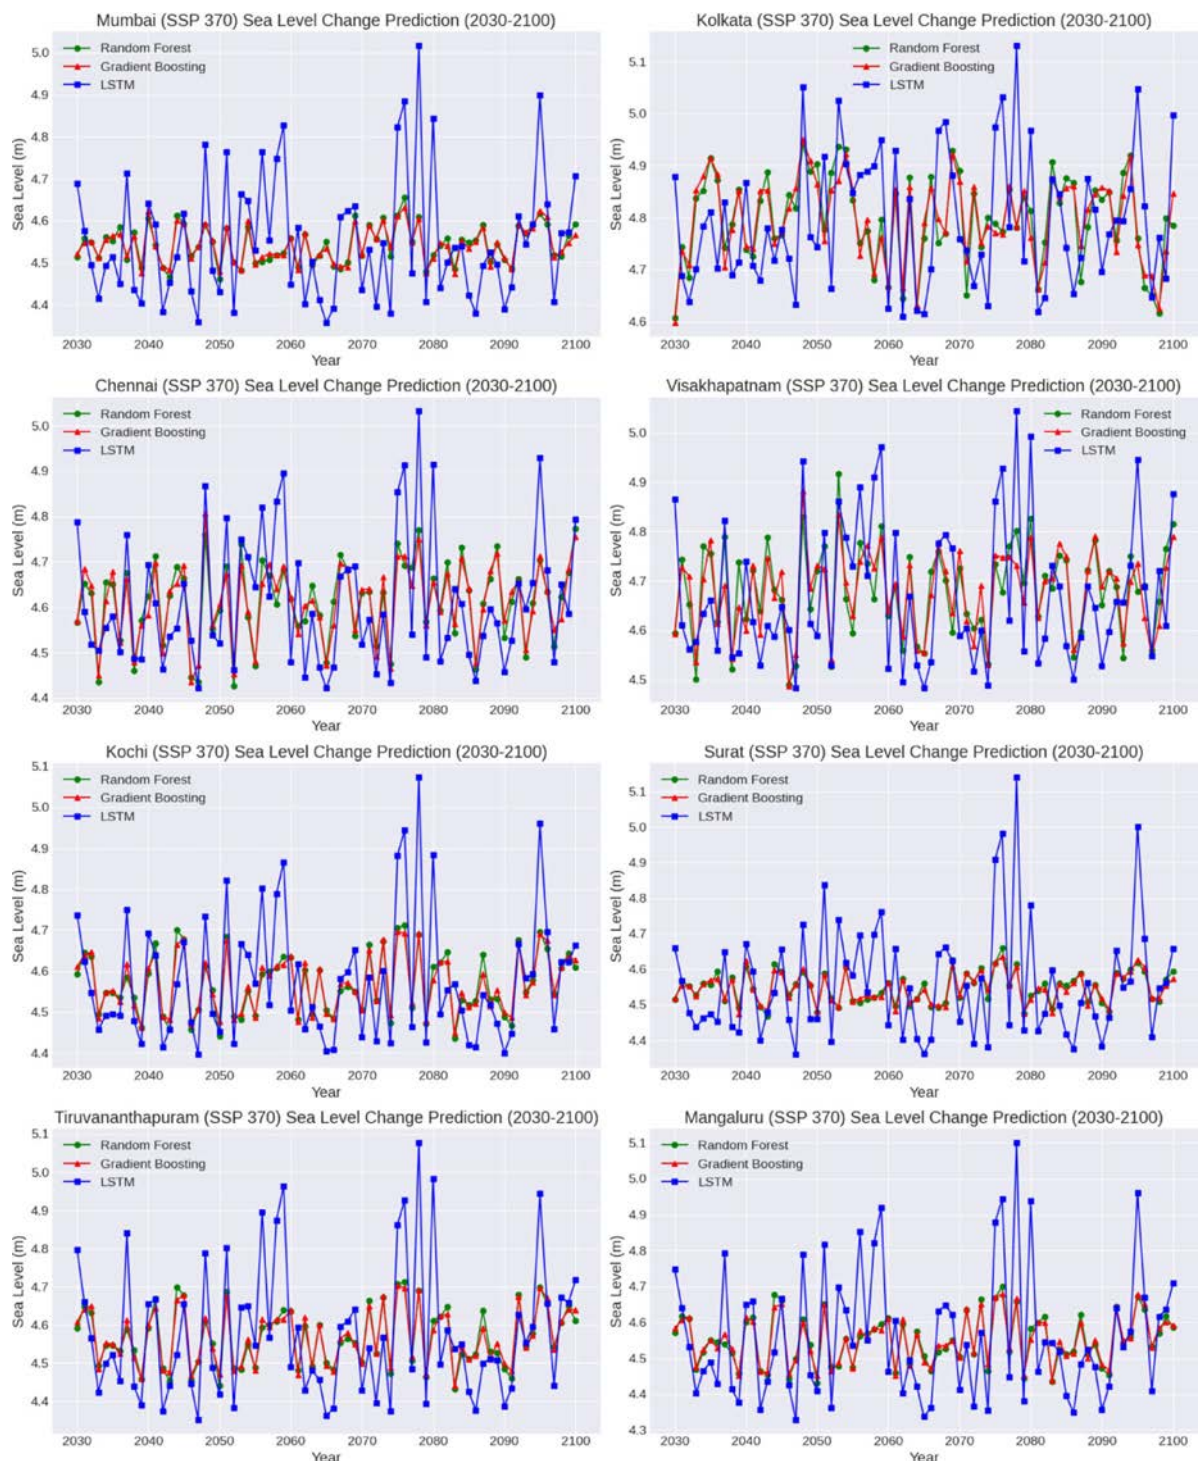 Mumbai (SSP 370) Sea Level Change Prediction (2030-2100)
Random Forest
Gradient Boosting
LSTM
Sea Level (m)
5.0
4.9
4.8
4.7
4.6
4.5
4.4
2030 2040 2050 2060 2070 2080 2090 2100
Year
Kolkata (SSP 370) Sea Level Change Prediction (2030-2100)
Random Forest
Gradient Boosting
LSTM
Sea Level (m)
5.1
5.0
4.9
4.8
4.7
4.6
2030 2040 2050 2060 2070 2080 2090 2100
Year
Chennai (SSP 370) Sea Level Change Prediction (2030-2100)
Random Forest
Gradient Boosting
LSTM
Sea Level (m)
5.0
4.9
4.8
4.7
4.6
4.5
4.4
2030 2040 2050 2060 2070 2080 2090 2100
Year
Visakhapatnam (SSP 370) Sea Level Change Prediction (2030-2100)
Random Forest
Gradient Boosting
LSTM
Sea Level (m)
5.0
4.9
4.8
4.7
4.6
4.5
2030 2040 2050 2060 2070 2080 2090 2100
Year
Kochi (SSP 370) Sea Level Change Prediction (2030-2100)
Random Forest
Gradient Boosting
LSTM
Sea Level (m)
5.1
5.0
4.9
4.8
4.7
4.6
4.5
4.4
2030 2040 2050 2060 2070 2080 2090 2100
Year
Surat (SSP 370) Sea Level Change Prediction (2030-2100)
Random Forest
Gradient Boosting
LSTM
Sea Level (m)
5.1
5.0
4.9
4.8
4.7
4.6
4.5
4.4
2030 2040 2050 2060 2070 2080 2090 2100
Year
Tiruvananthapuram (SSP 370) Sea Level Change Prediction (2030-2100)
Random Forest
Gradient Boosting
LSTM
Sea Level (m)
5.1
5.0
4.9
4.8
4.7
4.6
4.5
4.4
2030 2040 2050 2060 2070 2080 2090 2100
Year
Mangaluru (SSP 370) Sea Level Change Prediction (2030-2100)
Random Forest
Gradient Boosting
LSTM
Sea Level (m)
5.1
5.0
4.9
4.8
4.7
4.6
4.5
4.4
4.3
2030 2040 2050 2060 2070 2080 2090 2100
Year